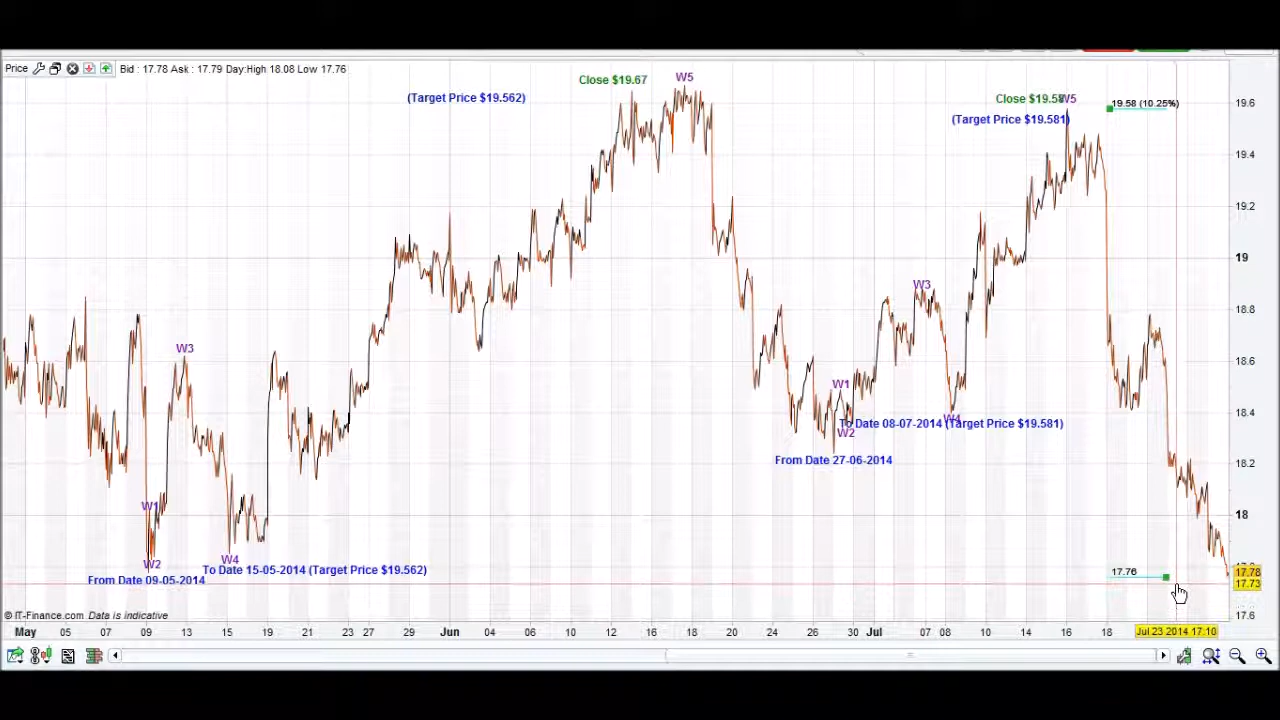 Price Bid : 17.78 Ask : 17.79 Day:High 18.08 Low 17.76
W5
Close $19.67
(Target Price $19.562)
Close $19.58 W5
(Target Price $19.581)
19.58 (10.25%)
19.6
19.4
19.2
19
18.8
18.6
18.4
18.2
18
17.78
17.73
17.6
W3
W1
W2
W4
From Date 09-05-2014
To Date 15-05-2014 (Target Price $19.562)
W3
W1
W2
W4
To Date 08-07-2014 (Target Price $19.581)
From Date 27-06-2014
17.76
© IT-Finance.com Data is indicative
May 05 07 09 13 15 19 21 23 27 29 Jun 04 06 10 12 16 18 20 24 26 30 Jul 07 08 10 14 16 18 Jul 23 2014 17:10